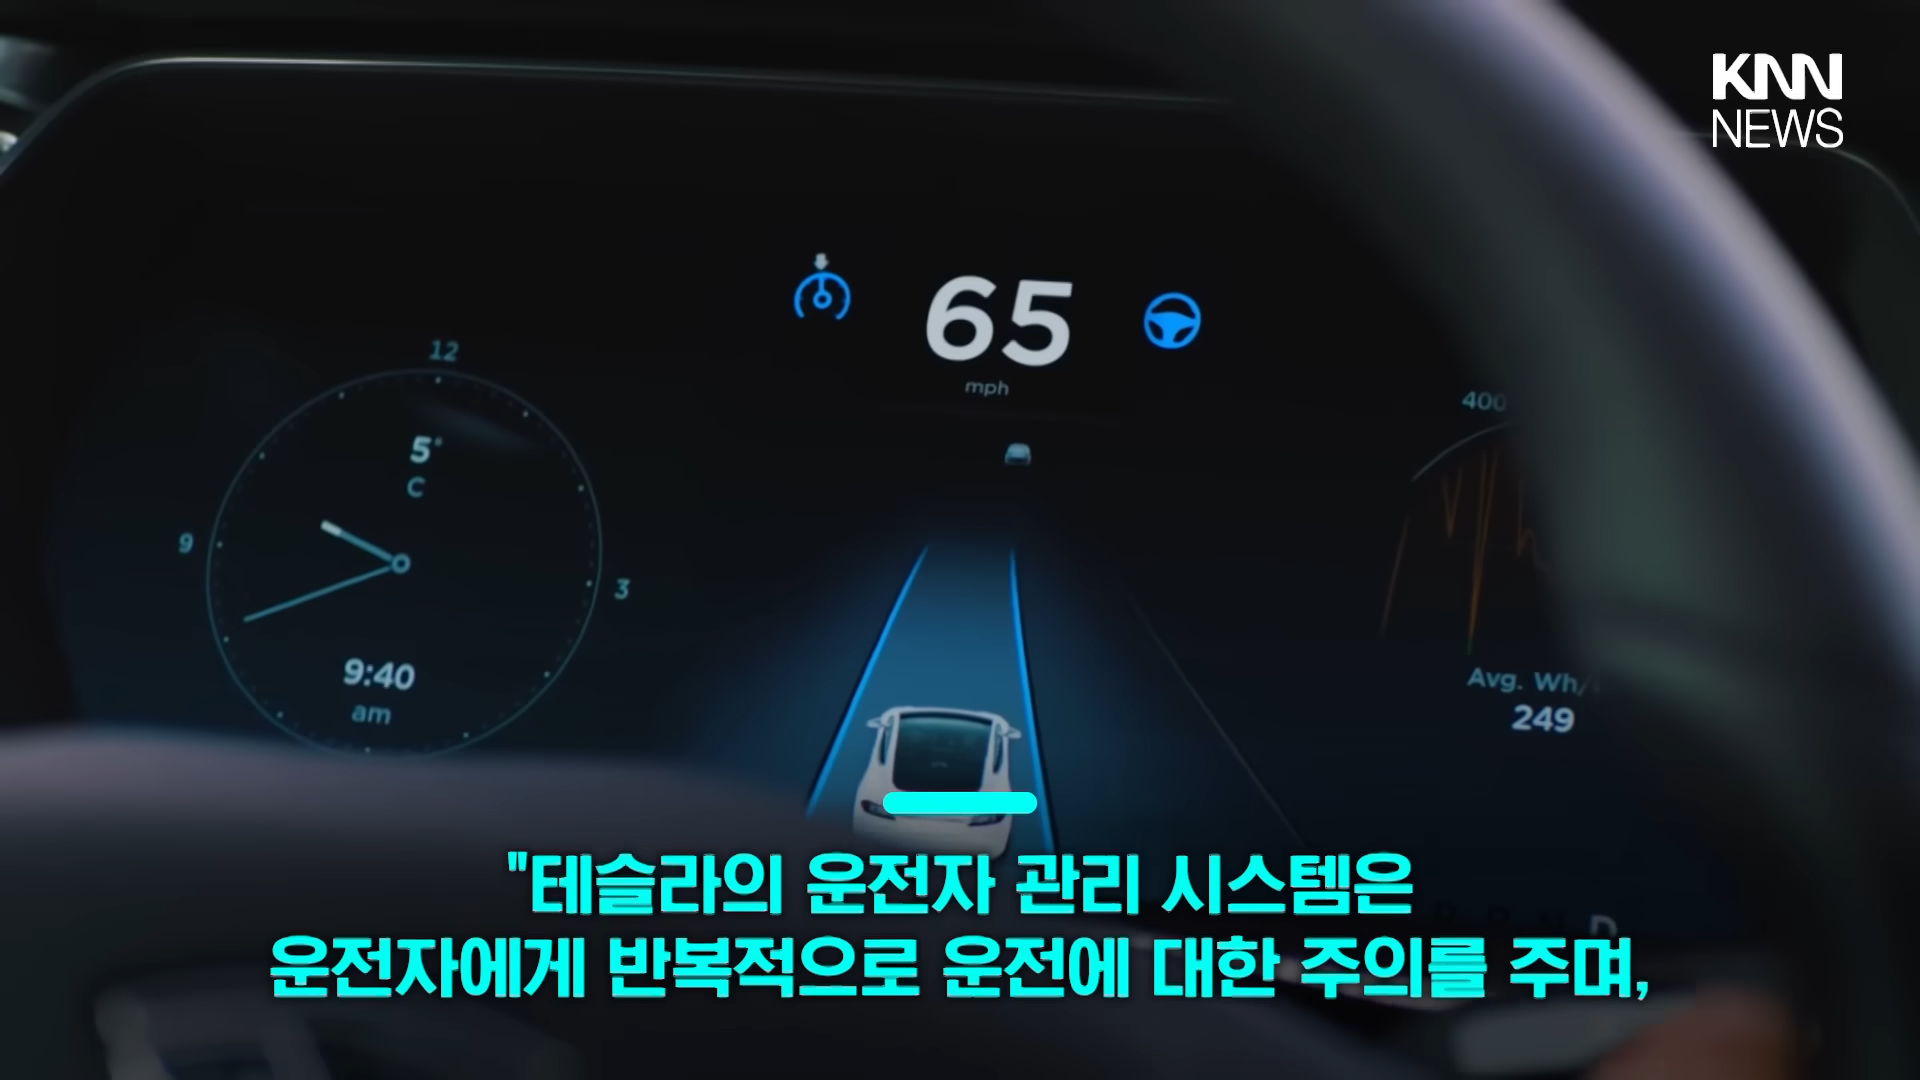 KNN
NEWS
65
mph
12
5°
C
9
3
9:40
am
400
Avg. Wh/
249
D
"테슬라의 운전자 관리 시스템은
운전자에게 반복적으로 운전에 대한 주의를 주며,